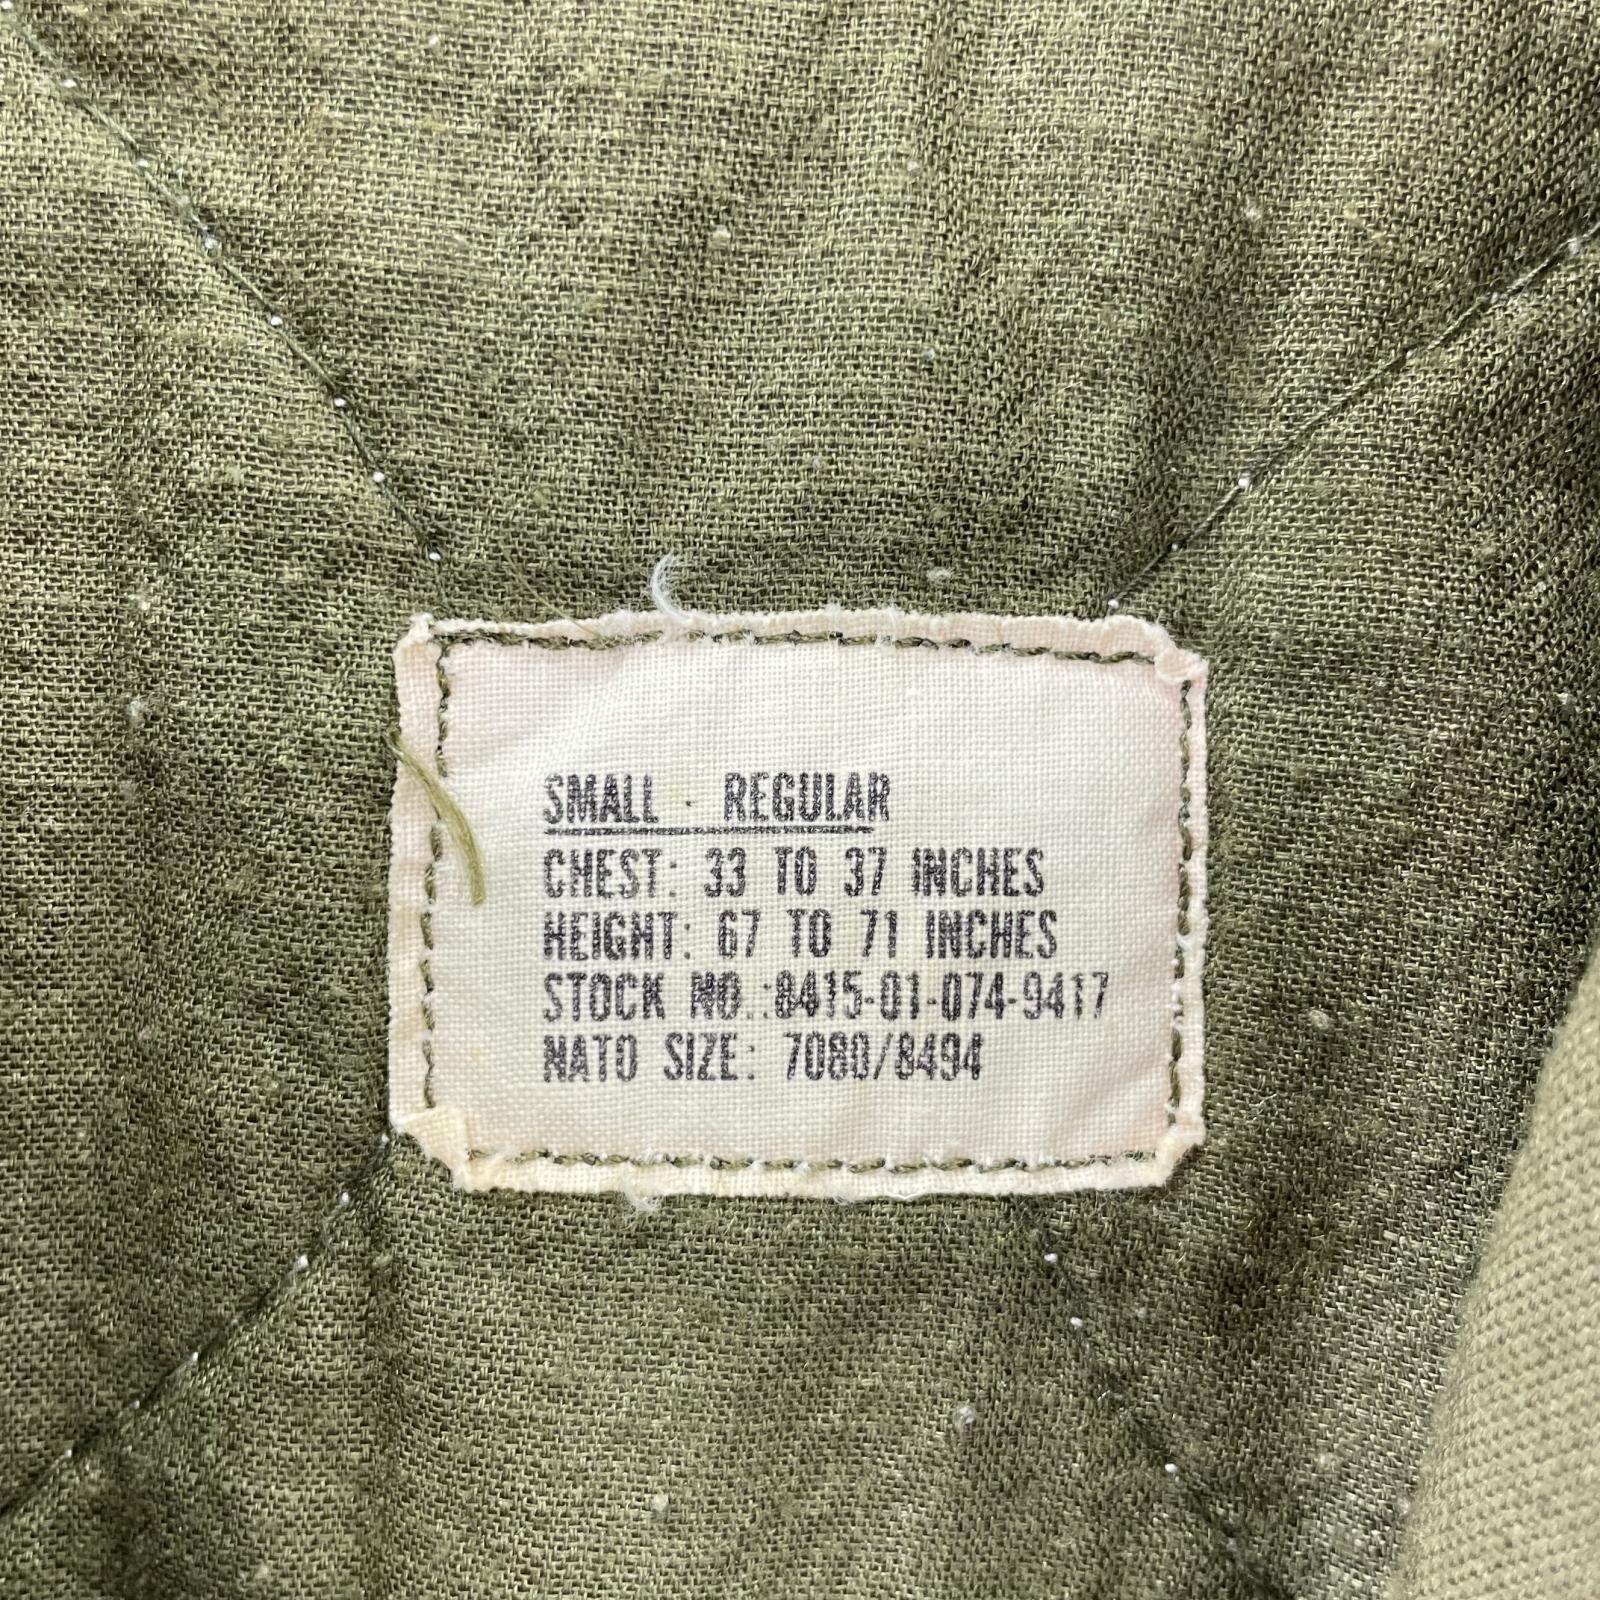 SMALL REGULAR
CHEST: 33 TO 37 INCHES
HEIGHT: 67 TO 71 INCHES
STOCK NO.:8415-01-074-9417
NATO SIZE: 7080/8494